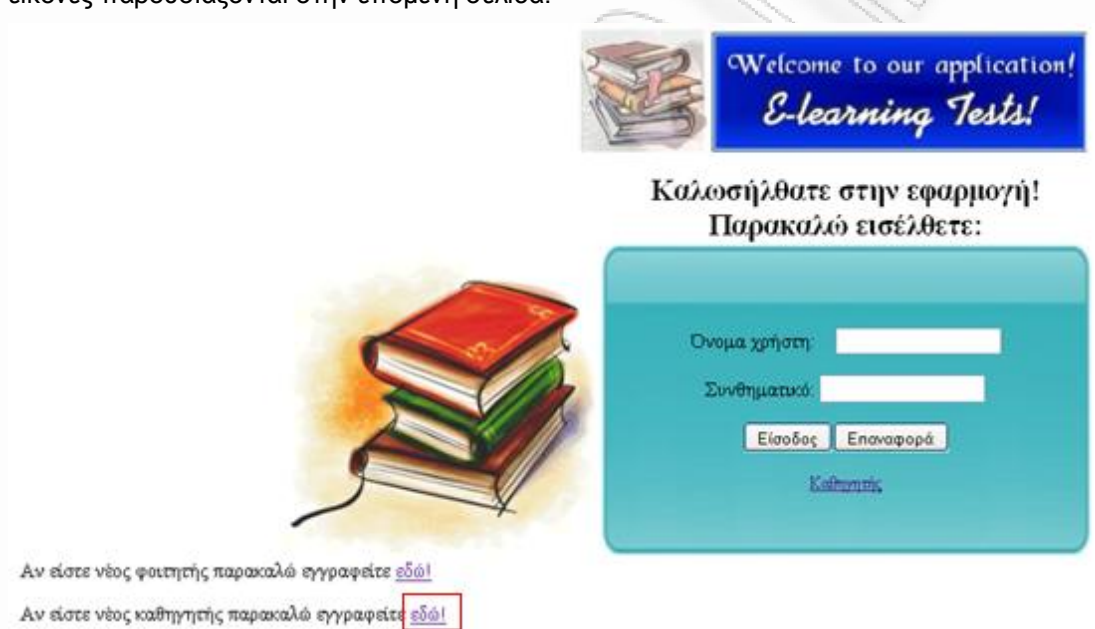 Welcome to our application!
E-learning Tests!
Καλωσήλθατε στην εφαρμογή!
Παρακαλώ εισέλθετε:
Όνομα χρήστη:
Συνθηματικό:
Είσοδος Επαναφορά
Καθηγητής
Αν είστε νέος φοιτητής παρακαλώ εγγραφείτε εδώ!
Αν είστε νέος καθηγητής παρακαλώ εγγραφείτε εδώ!